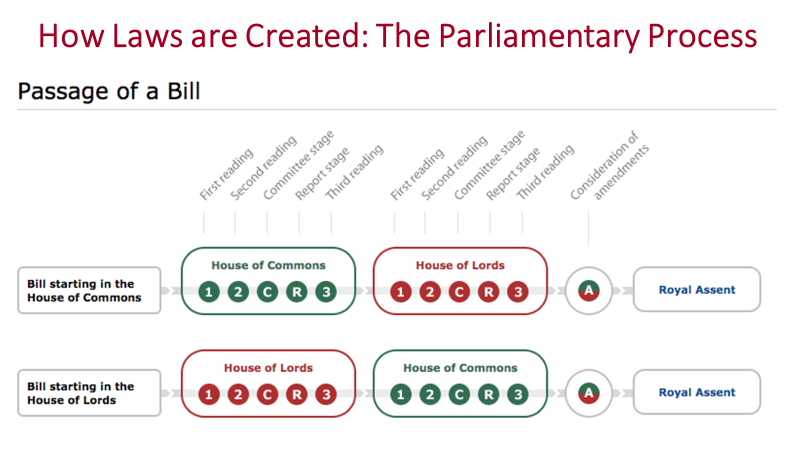 How Laws are Created: The Parliamentary Process
Passage of a Bill
First reading
Second reading
Committee stage
Report stage
Third reading
First reading
Second reading
Committee stage
Report stage
Third reading
Consideration of
amendments
Bill starting in the
House of Commons
House of Commons
1 2 C R 3
House of Lords
1 2 C R 3
A
Royal Assent
Bill starting in the
House of Lords
House of Lords
1 2 C R 3
House of Commons
1 2 C R 3
A
Royal Assent